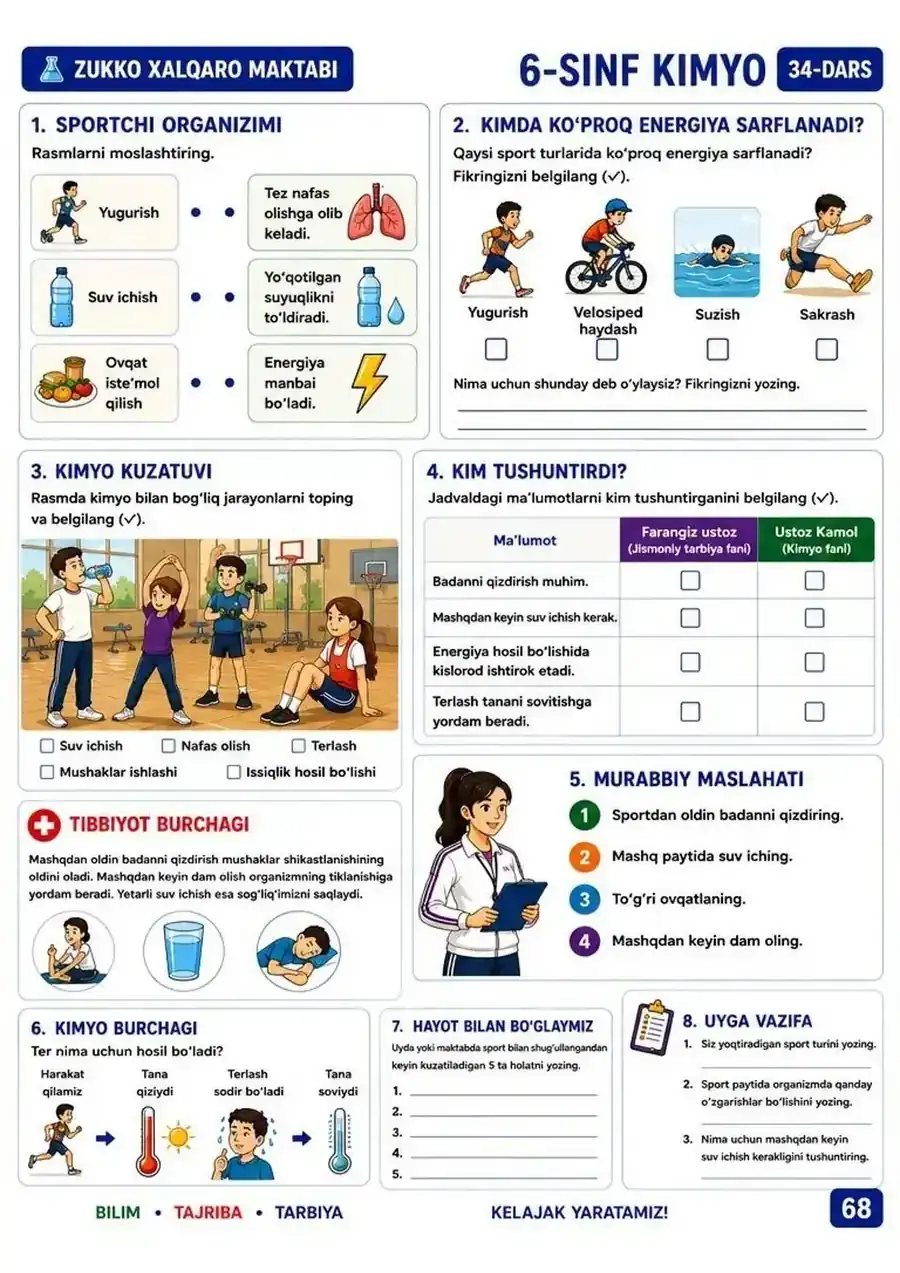 ZUKKO XALQARO MAKTABI
6-SINF KIMYO
34-DARS
1. SPORTCHI ORGANIZIMI
Rasmlarni moslashtiring.
Yugurish
Tez nafas
olishga olib
keladi.
Suv ichish
Yo‘qotilgan
suyuqlikni
to‘ldiradi.
Ovqat
iste’mol
qilish
Energiya
manbai
bo‘ladi.
2. KIMDA KO‘PROQ ENERGIYA SARFLANADI?
Qaysi sport turlarida ko‘proq energiya sarflanadi?
Fikringizni belgilang (✓).
Yugurish
Velosiped
haydash
Suzish
Sakrash
Nima uchun shunday deb o‘ylaysiz? Fikringizni yozing.
3. KIMYO KUZATUVI
Rasmda kimyo bilan bog‘liq jarayonlarni toping
va belgilang (✓).
Suv ichish
Nafas olish
Terlash
Mushaklar ishlashi
Issiqlik hosil bo‘lishi
4. KIM TUSHUNTIRDI?
Jadvaldagi ma’lumotlarni kim tushuntirganini belgilang (✓).
Ma’lumot
Farangiz ustoz
(Jismoniy tarbiya fani)
Ustoz Kamol
(Kimyo fani)
Badanni qizdirish muhim.
Mashqdan keyin suv ichish kerak.
Energiya hosil bo‘lishida
kislorod ishtirok etadi.
Terlash tanani sovitishga
yordam beradi.
TIBBIYOT BURCHAGI
Mashqdan oldin badanni qizdirish mushaklar shikastlanishining
oldini oladi. Mashqdan keyin dam olish organizmning tiklanishiga
yordam beradi. Yetarli suv ichish esa sog‘liq‘imizni saqlaydi.
5. MURABBIY MASLAHATI
1 Sportdan oldin badanni qizdiring.
2 Mashq paytida suv iching.
3 To‘g‘ri ovqatlaning.
4 Mashqdan keyin dam oling.
6. KIMYO BURCHAGI
Ter nima uchun hosil bo‘ladi?
Harakat
qilamiz
Tana
qiziydi
Terlash
sodir bo‘ladi
Tana
soviydi
7. HAYOT BILAN BO‘GLAYMIZ
Uyda yoki maktabda sport bilan shug‘ullangandan
keyin kuzatiladigan 5 ta holatni yozing.
1.
2.
3.
4.
5.
8. UYGA VAZIFA
1. Siz yoqtiradigan sport turini yozing.
2. Sport paytida organizmda qanday
o‘zgarishlar bo‘lishini yozing.
3. Nima uchun mashqdan keyin
suv ichish kerakligini tushuntiring.
BILIM • TAJRIBA • TARBIYA
KELAJAK YARATAMIZ!
68